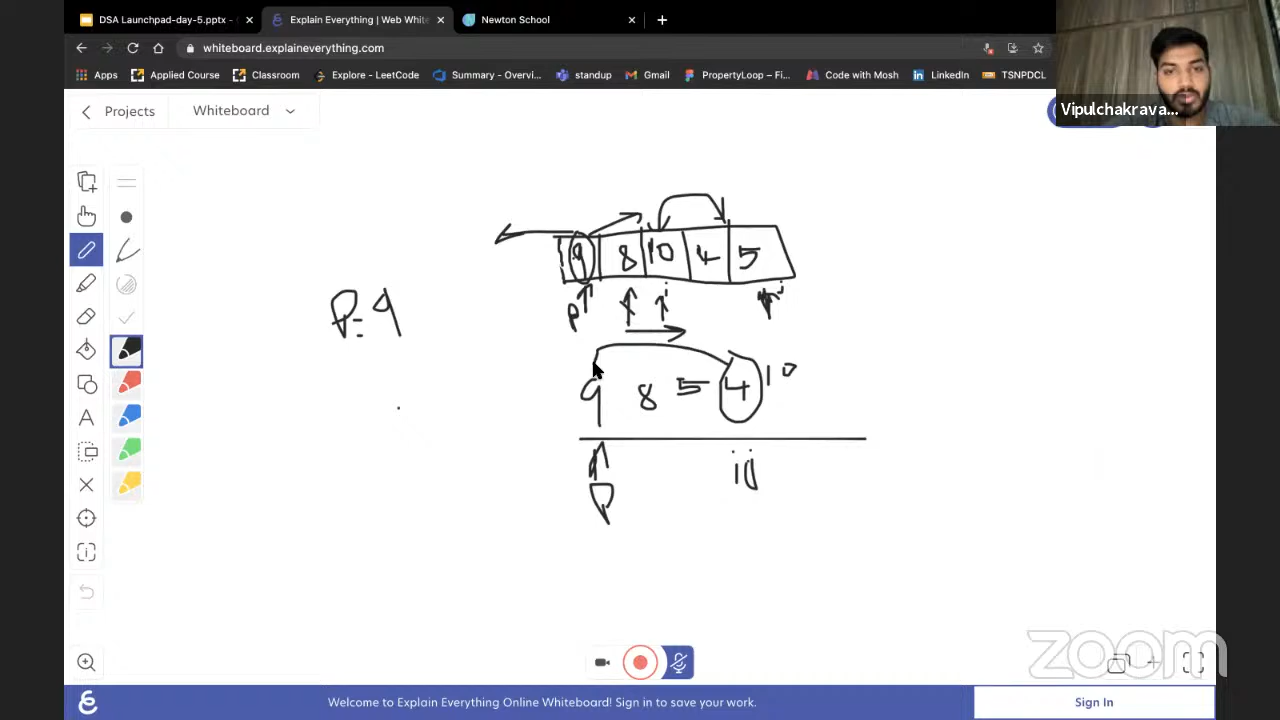 DSA Launchpad-day-5.pptx -
Explain Everything | Web White
Newton School
whiteboard.explaineverything.com
Apps
Applied Course
Classroom
Explore - LeetCode
Summary - Overvi...
standup
Gmail
PropertyLoop – Fi...
Code with Mosh
LinkedIn
TSNPDCL
Vipulchakrava...
Projects
Whiteboard
9 8 10 4 5
P i j
P=9
9 8 5 4 10
P i j
zoom
Welcome to Explain Everything Online Whiteboard! Sign in to save your work.
Sign In